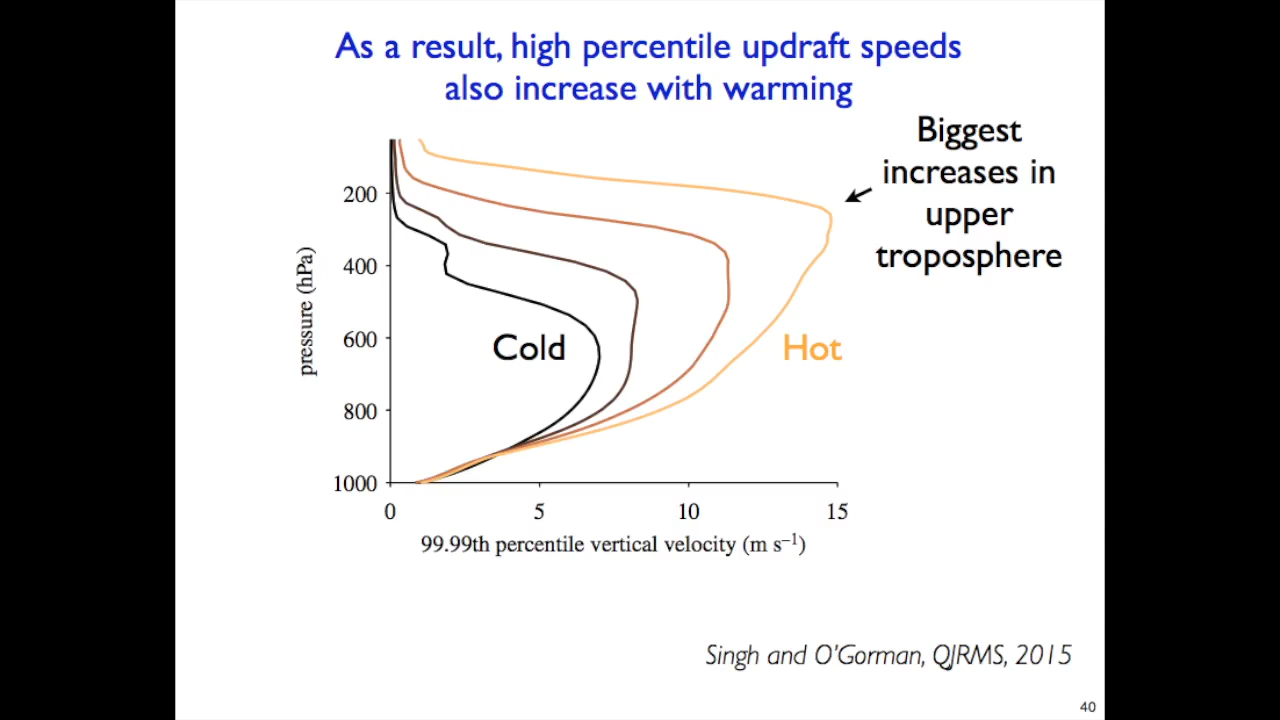 As a result, high percentile updraft speeds
also increase with warming
Biggest
increases in
upper
troposphere
pressure (hPa)
200
400
600
800
1000
Cold
Hot
0 5 10 15
99.99th percentile vertical velocity (m s⁻¹)
Singh and O'Gorman, QJRMS, 2015
40